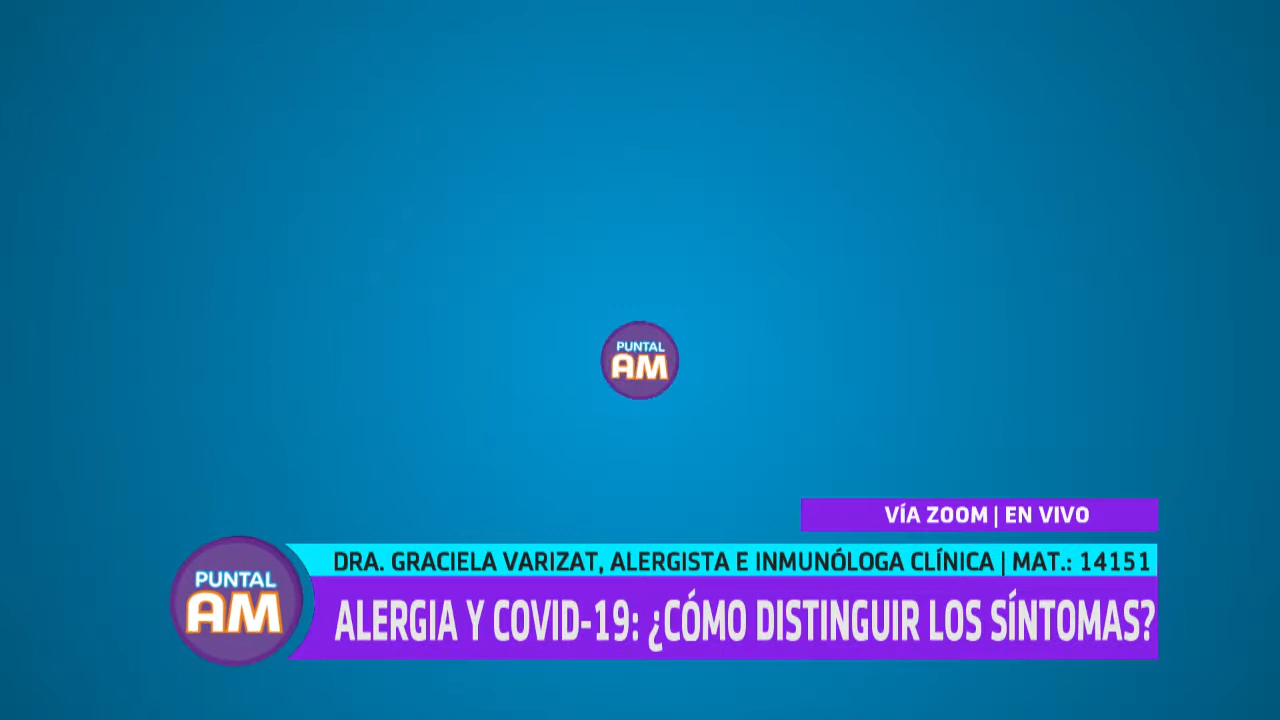 PUNTAL
AM
VÍA ZOOM | EN VIVO
DRA. GRACIELA VARIZAT, ALERGISTA E INMUNÓLOGA CLÍNICA | MAT.: 14151
PUNTAL
AM
ALERGIA Y COVID-19: ¿CÓMO DISTINGUIR LOS SÍNTOMAS?